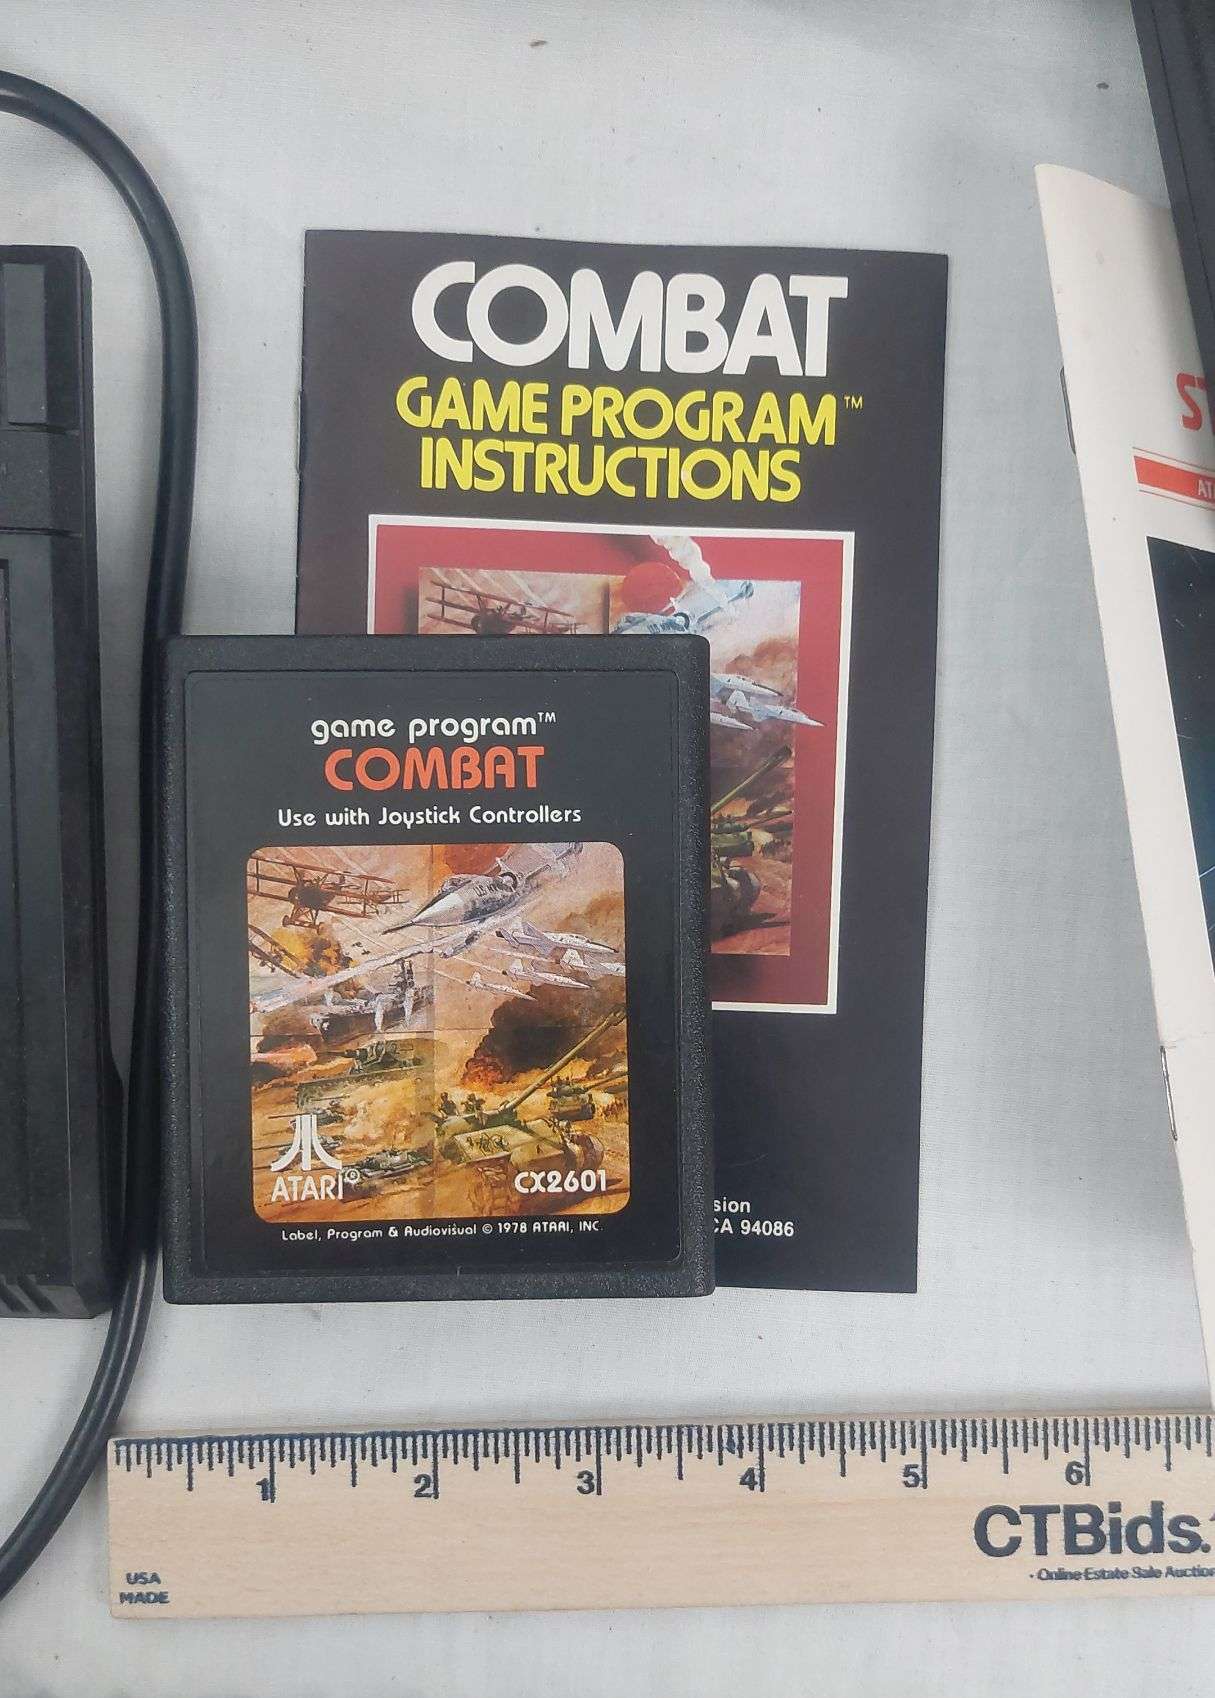 COMBAT
GAME PROGRAM™
INSTRUCTIONS
game program™
COMBAT
Use with Joystick Controllers
ATARI®
CX2601
Label, Program & Audiovisual © 1978 ATARI, INC.
CA 94086
1 2 3 4 5 6
CTBids.
- Online Estate Sale Auction
USA
MADE